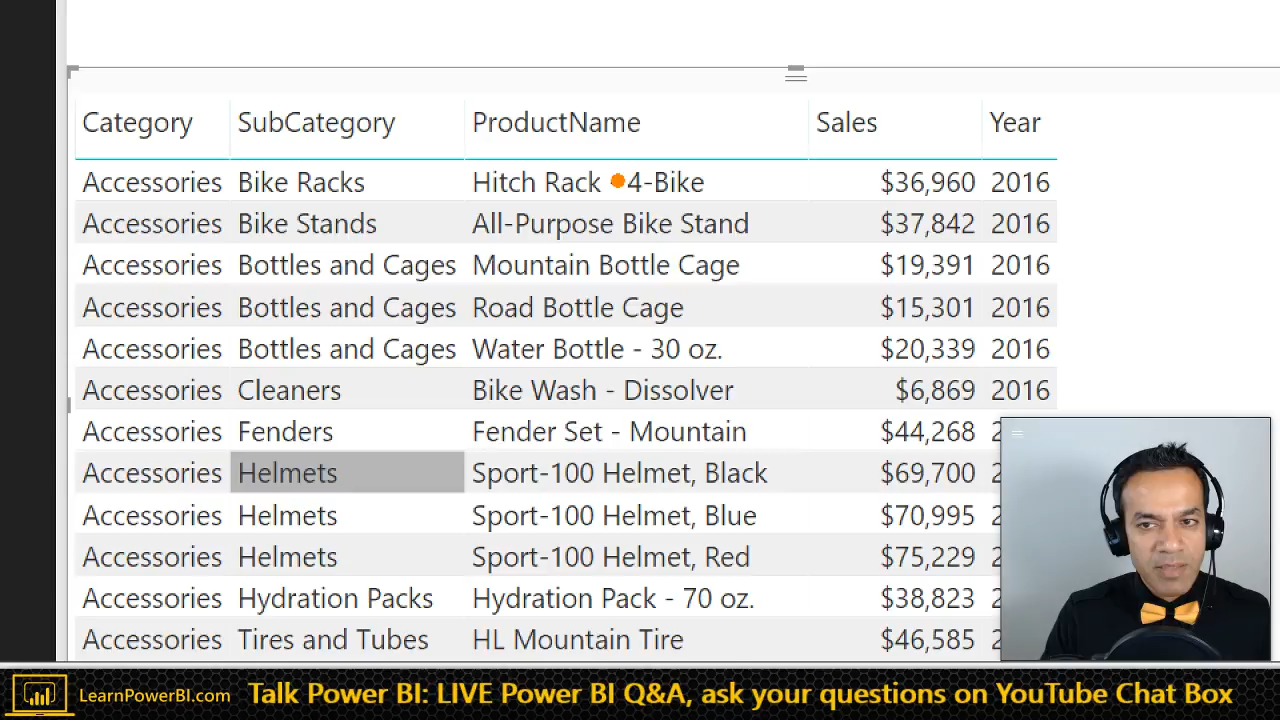 Category SubCategory ProductName Sales Year
Accessories Bike Racks Hitch Rack 4-Bike $36,960 2016
Accessories Bike Stands All-Purpose Bike Stand $37,842 2016
Accessories Bottles and Cages Mountain Bottle Cage $19,391 2016
Accessories Bottles and Cages Road Bottle Cage $15,301 2016
Accessories Bottles and Cages Water Bottle - 30 oz. $20,339 2016
Accessories Cleaners Bike Wash - Dissolver $6,869 2016
Accessories Fenders Fender Set - Mountain $44,268
Accessories Helmets Sport-100 Helmet, Black $69,700
Accessories Helmets Sport-100 Helmet, Blue $70,995
Accessories Helmets Sport-100 Helmet, Red $75,229
Accessories Hydration Packs Hydration Pack - 70 oz. $38,823
Accessories Tires and Tubes HL Mountain Tire $46,585
LearnPowerBI.com Talk Power BI: LIVE Power BI Q&A, ask your questions on YouTube Chat Box